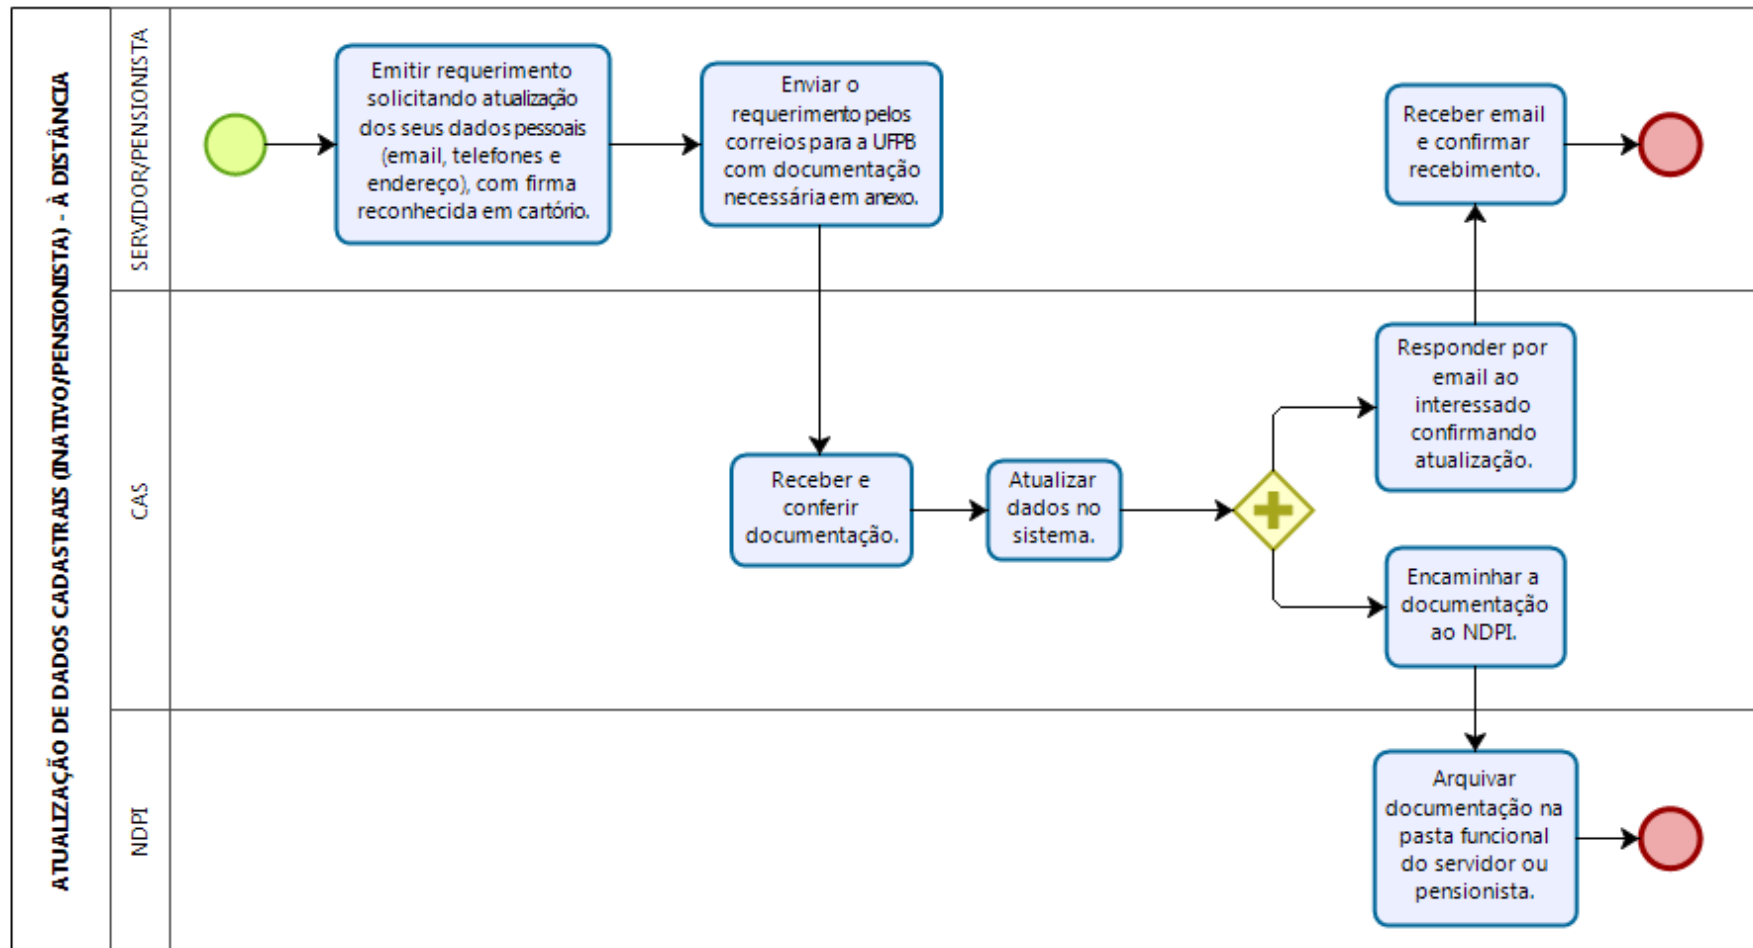 ATUALIZAÇÃO DE DADOS CADASTRAIS (INATIVO/PENSIONISTA) - À DISTÂNCIA
SERVIDOR/PENSIONISTA
Emitir requerimento
solicitando atualização
dos seus dados pessoais
(email, telefones e
endereço), com firma
reconhecida em cartório.
Enviar o
requerimento pelos
correios para a UFPB
com documentação
necessária em anexo.
Receber email
e confirmar
recebimento.
CAS
Receber e
conferir
documentação.
Atualizar
dados no
sistema.
Responder por
email ao
interessado
confirmando
atualização.
Encaminhar a
documentação
ao NDPI.
NDPI
Arquivar
documentação na
pasta funcional
do servidor ou
pensionista.